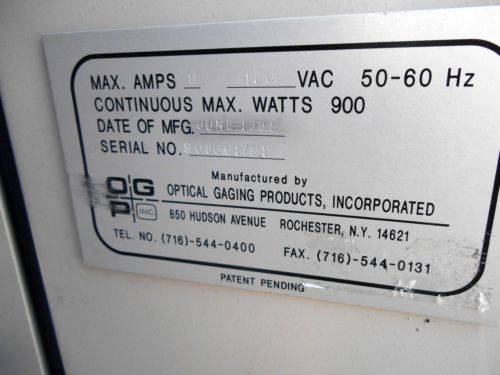 MAX. AMPS 120 VAC 50-60 Hz
CONTINUOUS MAX. WATTS 900
DATE OF MFG. JUNE
SERIAL NO.
Manufactured by
OGP INC.
OPTICAL GAGING PRODUCTS, INCORPORATED
850 HUDSON AVENUE ROCHESTER, N.Y. 14621
TEL. NO. (716)-544-0400 FAX. (716)-544-0131
PATENT PENDING